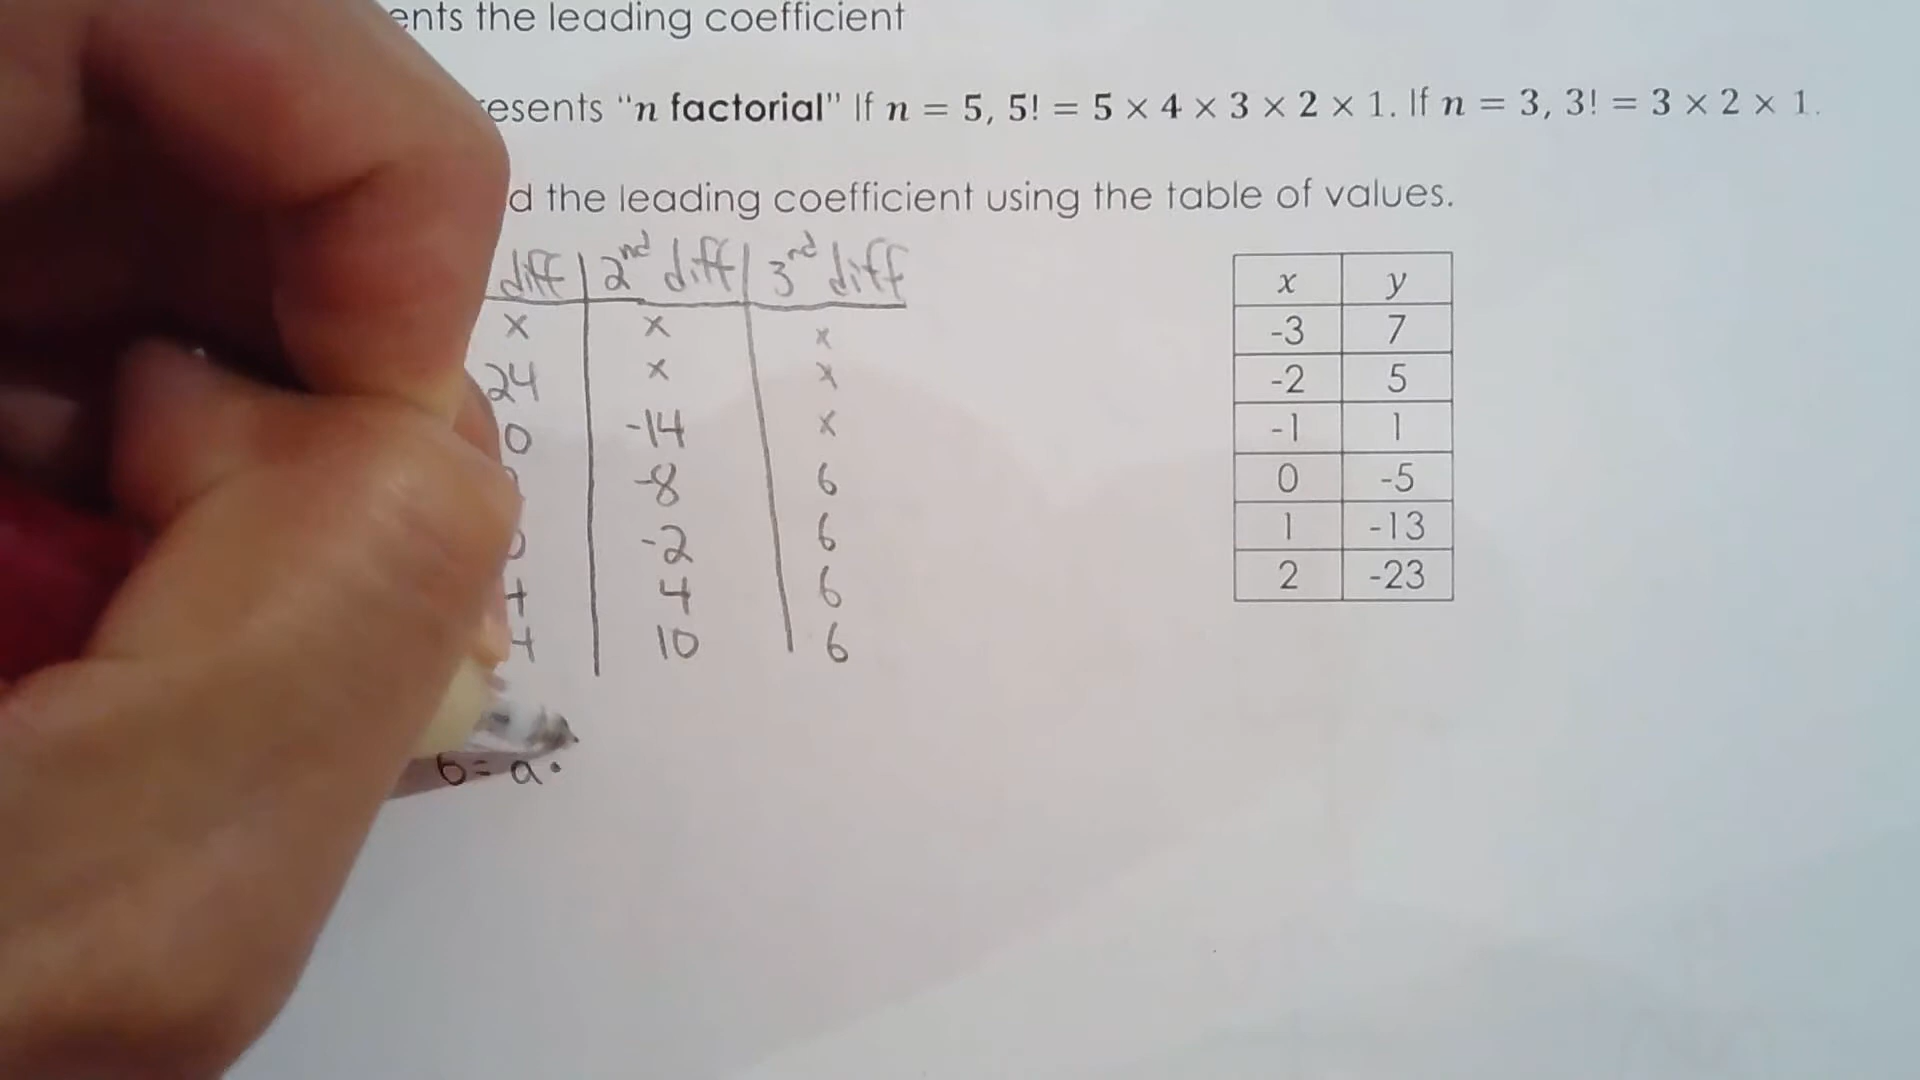 ents the leading coefficient
esents “n factorial” If n = 5, 5! = 5 × 4 × 3 × 2 × 1. If n = 3, 3! = 3 × 2 × 1.
d the leading coefficient using the table of values.
diff | 2nd diff | 3rd diff
x x x
24 x x
0 -14 x
-8 6
-2 6
4 6
10 6
6 = a ·
x y
-3 7
-2 5
-1 1
0 -5
1 -13
2 -23